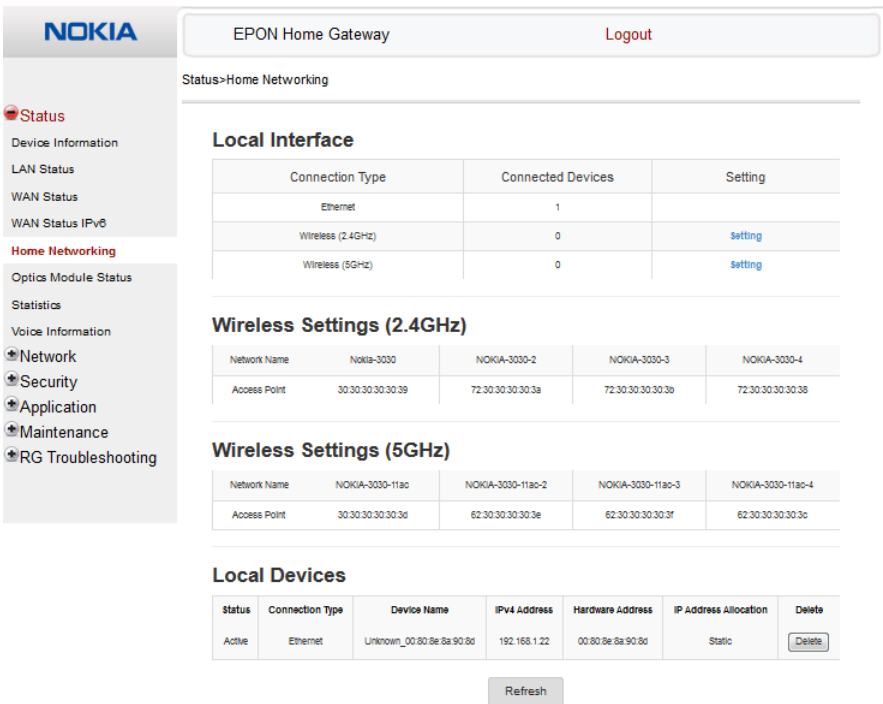 NOKIA
EPON Home Gateway
Logout
Status>Home Networking
Status
Device Information
LAN Status
WAN Status
WAN Status IPv6
Home Networking
Optics Module Status
Statistics
Voice Information
Network
Security
Application
Maintenance
RG Troubleshooting
Local Interface
Connection Type Connected Devices Setting
Ethernet 1
Wireless (2.4GHz) 0 Setting
Wireless (5GHz) 0 Setting
Wireless Settings (2.4GHz)
Network Name Nokia-3030 NOKIA-3030-2 NOKIA-3030-3 NOKIA-3030-4
Access Point 30:30:30:30:30:39 72:30:30:30:30:3a 72:30:30:30:30:3b 72:30:30:30:30:38
Wireless Settings (5GHz)
Network Name NOKIA-3030-11ac NOKIA-3030-11ac-2 NOKIA-3030-11ac-3 NOKIA-3030-11ac-4
Access Point 30:30:30:30:30:3d 62:30:30:30:30:3e 62:30:30:30:30:3f 62:30:30:30:30:3c
Local Devices
Status Connection Type Device Name IPv4 Address Hardware Address IP Address Allocation Delete
Active Ethernet Unknown_00:80:8e:8a:90:8d 192.168.1.22 00:80:8e:8a:90:8d Static Delete
Refresh